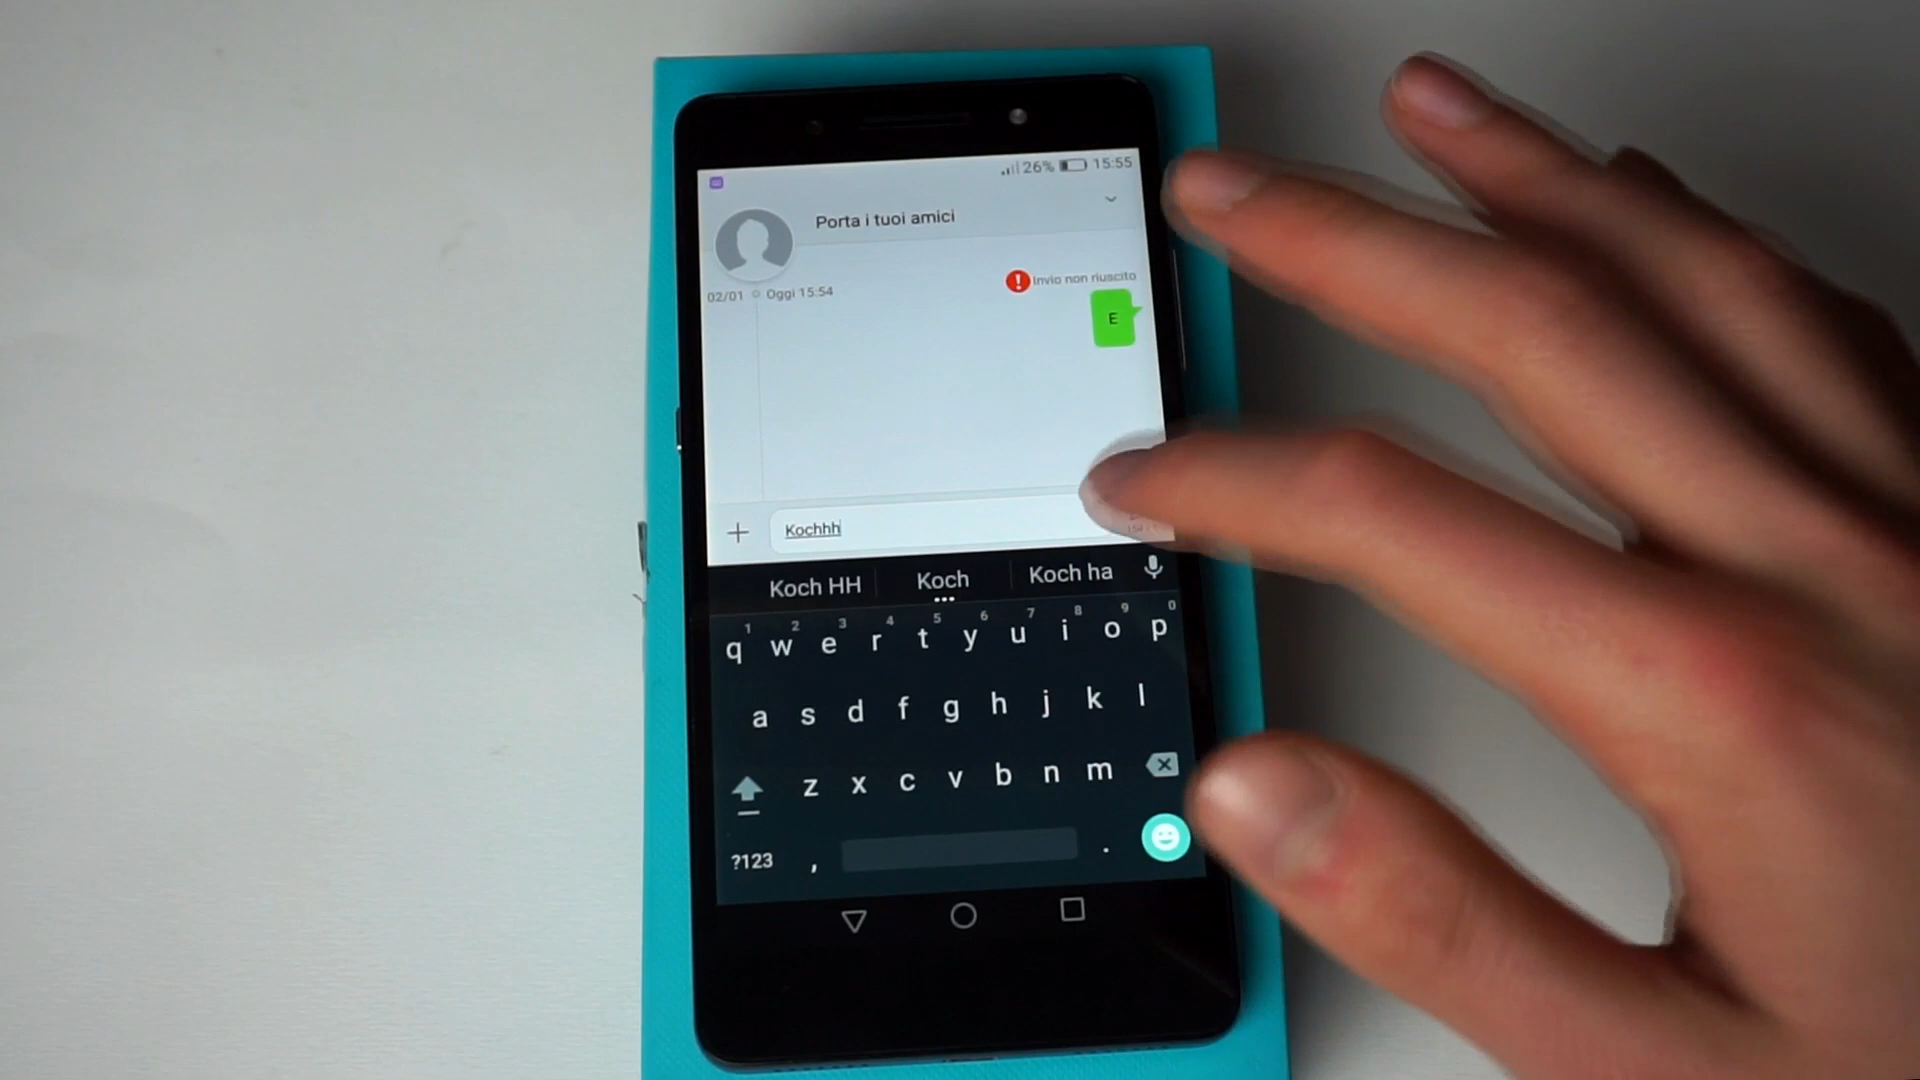 26% 15:55
Porta i tuoi amici
02/01 Oggi 15:54
Invio non riuscito
E
Kochhh
Koch HH Koch Koch ha
1 2 3 4 5 6 7 8 9 0
q w e r t y u i o p
a s d f g h j k l
z x c v b n m
?123 , .